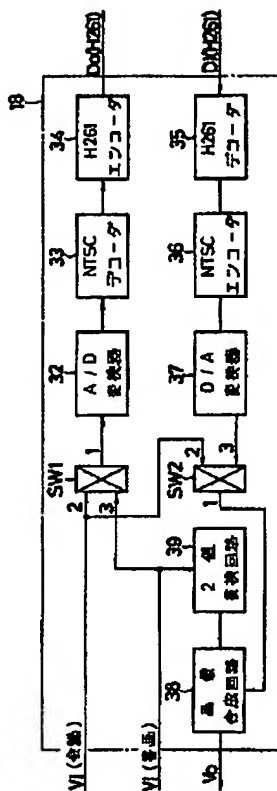 18
34
H261
エンコーダ
Do(H261)
33
NTSC
デコーダ
32
A/D
変換器
SW1
1
2
3
VI(会話)
35
H261
デコーダ
DI(H261)
36
NTSC
エンコーダ
37
D/A
変換器
SW2
1
2
3
39
2値
変換回路
38
画像
合成回路
VI(書画)
Vo